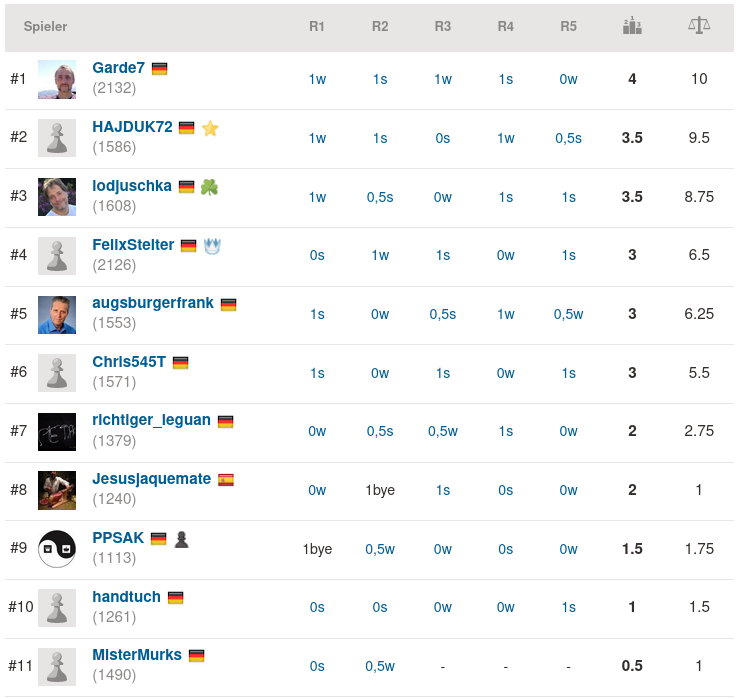 Spieler R1 R2 R3 R4 R5
#1 Garde7 (2132) 1w 1s 1w 1s 0w 4 10
#2 HAJDUK72 (1586) 1w 1s 0s 1w 0,5s 3.5 9.5
#3 lodjuschka (1608) 1w 0,5s 0w 1s 1s 3.5 8.75
#4 FelixStelter (2126) 0s 1w 1s 0w 1s 3 6.5
#5 augsburgerfrank (1553) 1s 0w 0,5s 1w 0,5w 3 6.25
#6 Chris545T (1571) 1s 0w 1s 0w 1s 3 5.5
#7 richtiger_leguan (1379) 0w 0,5s 0,5w 1s 0w 2 2.75
#8 Jesusjaquemate (1240) 0w 1bye 1s 0s 0w 2 1
#9 PPSAK (1113) 1bye 0,5w 0w 0s 0w 1.5 1.75
#10 handtuch (1261) 0s 0s 0w 0w 1s 1 1.5
#11 MisterMurks (1490) 0s 0,5w - - - 0.5 1